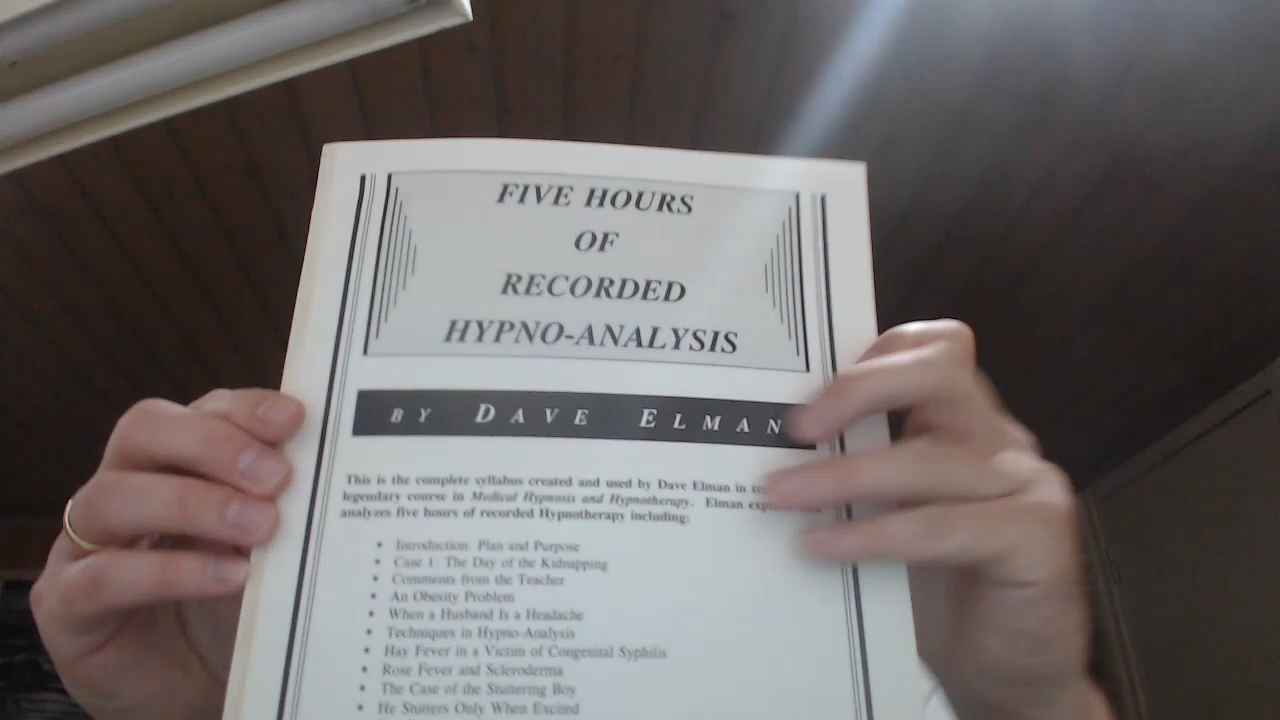 FIVE HOURS
OF
RECORDED
HYPNO-ANALYSIS
BY DAVE ELMAN
This is the complete syllabus created and used by Dave Elman in
legendary course in Medical Hypnosis and Hypnotherapy. Elman
analyzes five hours of recorded Hypnotherapy including:
• Introduction: Plan and Purpose
• Case 1: The Day of the Kidnapping
• Comments from the Teacher
• An Obesity Problem
• When a Husband Is a Headache
• Techniques in Hypno-Analysis
• Hay Fever in a Victim of Congenital Syphilis
• Rose Fever and Scleroderma
• The Case of the Stuttering Boy
• He Stutters Only When Excited